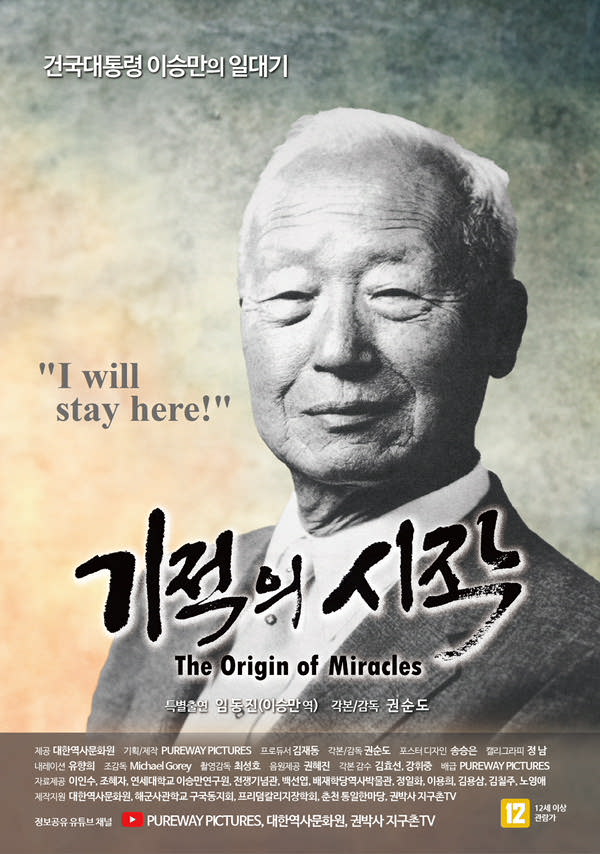 건국대통령 이승만의 일대기
"I will
stay here!"
기적의 시작
The Origin of Miracles
특별출연 임동진(이승만 역) 각본/감독 권순도
제공 대한역사문화원 기획/제작 PUREWAY PICTURES 프로듀서 김재동 각본/감독 권순도 포스터 디자인 송승은 캘리그라피 정 남
내레이션 유향희 조감독 Michael Gorey 촬영감독 최성호 음원제공 권혜진 각본 감수 김효선, 강위중 배급 PUREWAY PICTURES
자료제공 이인수, 조혜자, 연세대학교 이승만연구원, 전쟁기념관, 백선엽, 배재학당역사박물관, 정일화, 이용희, 김용삼, 김칠주, 노영애
제작지원 대한역사문화원, 해군사관학교 구국동지회, 프리덤칼리지장학회, 춘천 통일한마당, 권박사 지구촌TV
정보공유 유튜브 채널 PUREWAY PICTURES, 대한역사문화원, 권박사 지구촌TV
12 12세 이상
관람가